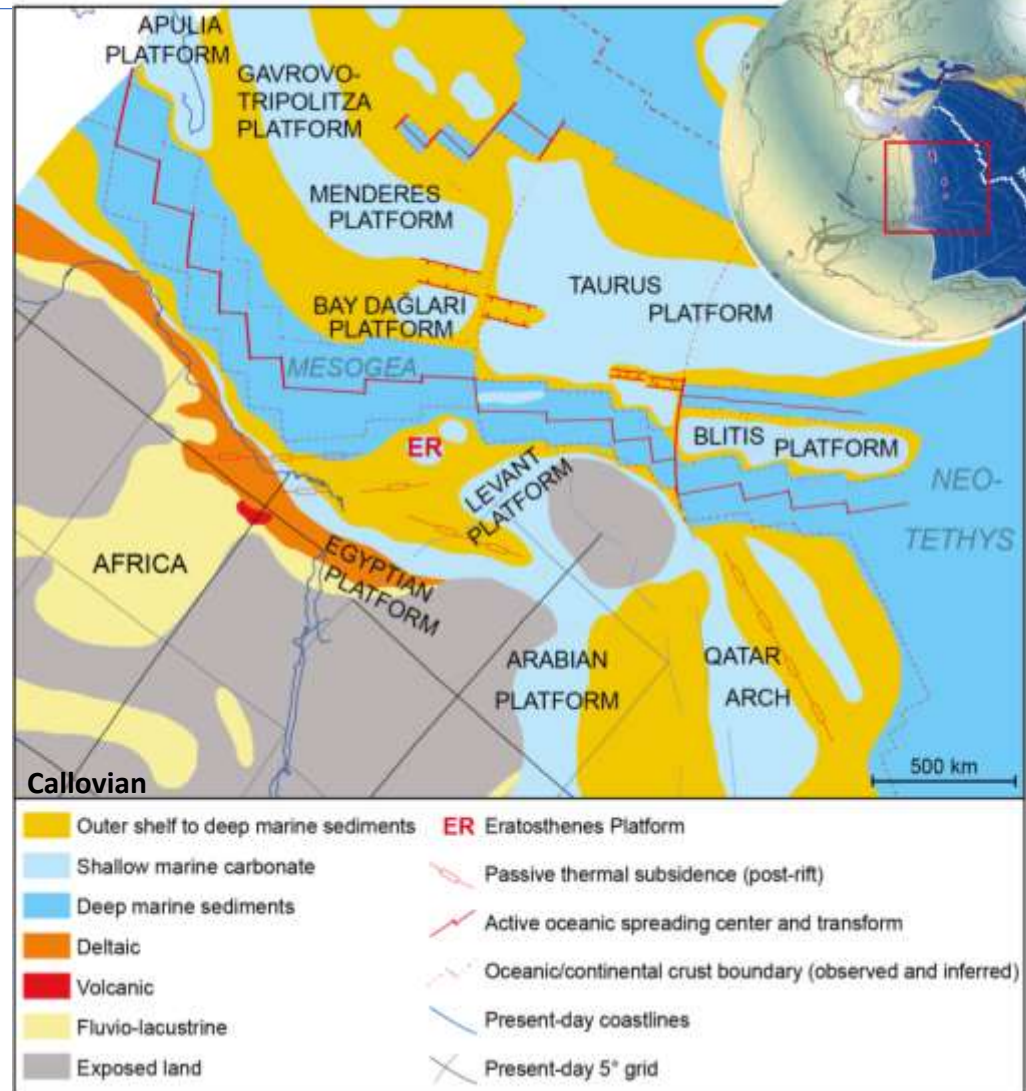 APULIA
PLATFORM
GAVROVO-
TRIPOLITZA
PLATFORM
MENDERES
PLATFORM
TAURUS
PLATFORM
BAY DAĞLARI
PLATFORM
MESOGEA
ER
BLITIS PLATFORM
LEVANT
PLATFORM
NEO-
TETHYS
AFRICA
EGYPTIAN
PLATFORM
ARABIAN
PLATFORM
QATAR
ARCH
500 km
Callovian
Outer shelf to deep marine sediments
Shallow marine carbonate
Deep marine sediments
Deltaic
Volcanic
Fluvio-lacustrine
Exposed land
ER Eratosthenes Platform
Passive thermal subsidence (post-rift)
Active oceanic spreading center and transform
Oceanic/continental crust boundary (observed and inferred)
Present-day coastlines
Present-day 5° grid